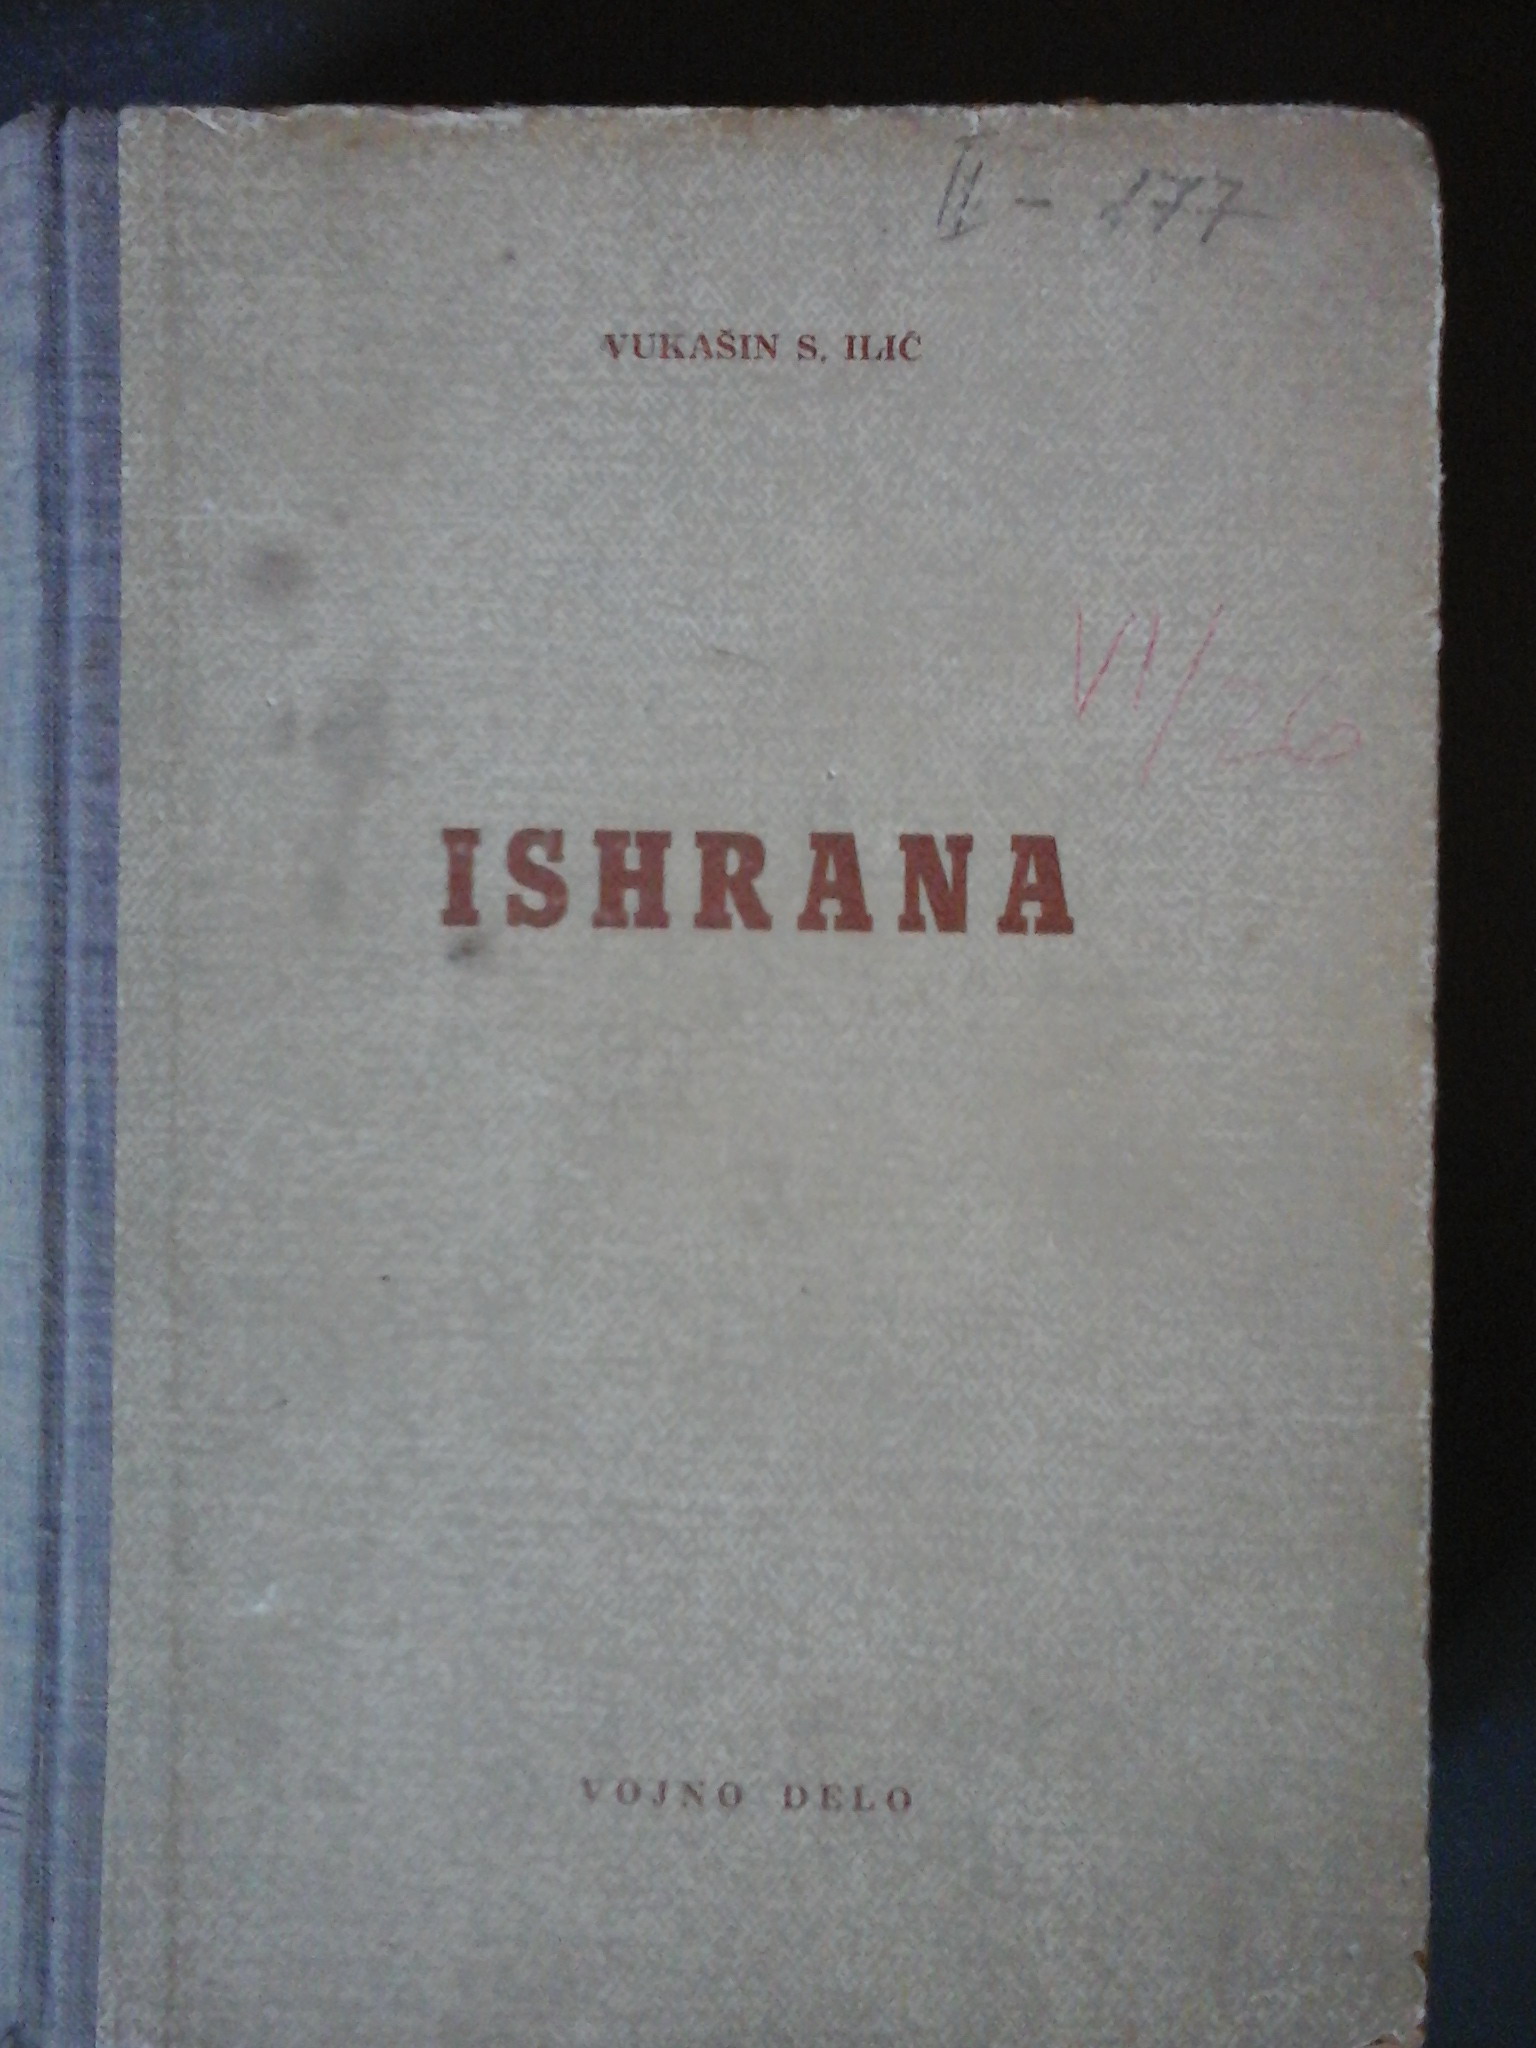 II - 177
VUKAŠIN S. ILIĆ
VI/26
ISHRANA
VOJNO DELO